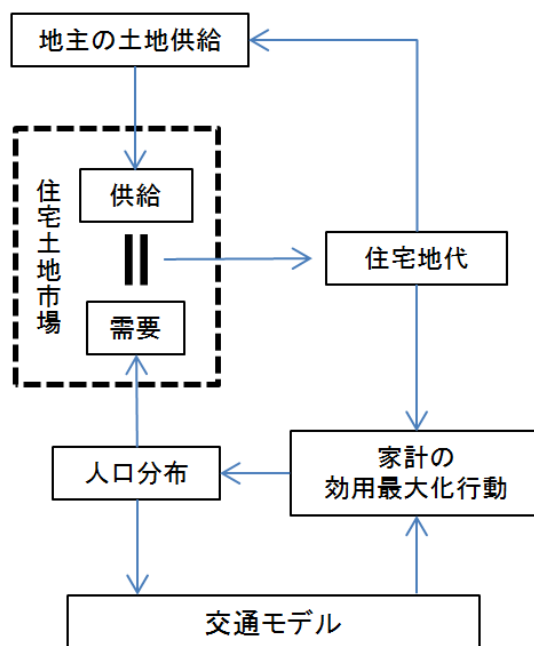 地主の土地供給
住宅土地市場
供給
住宅地代
需要
人口分布
家計の
効用最大化行動
交通モデル